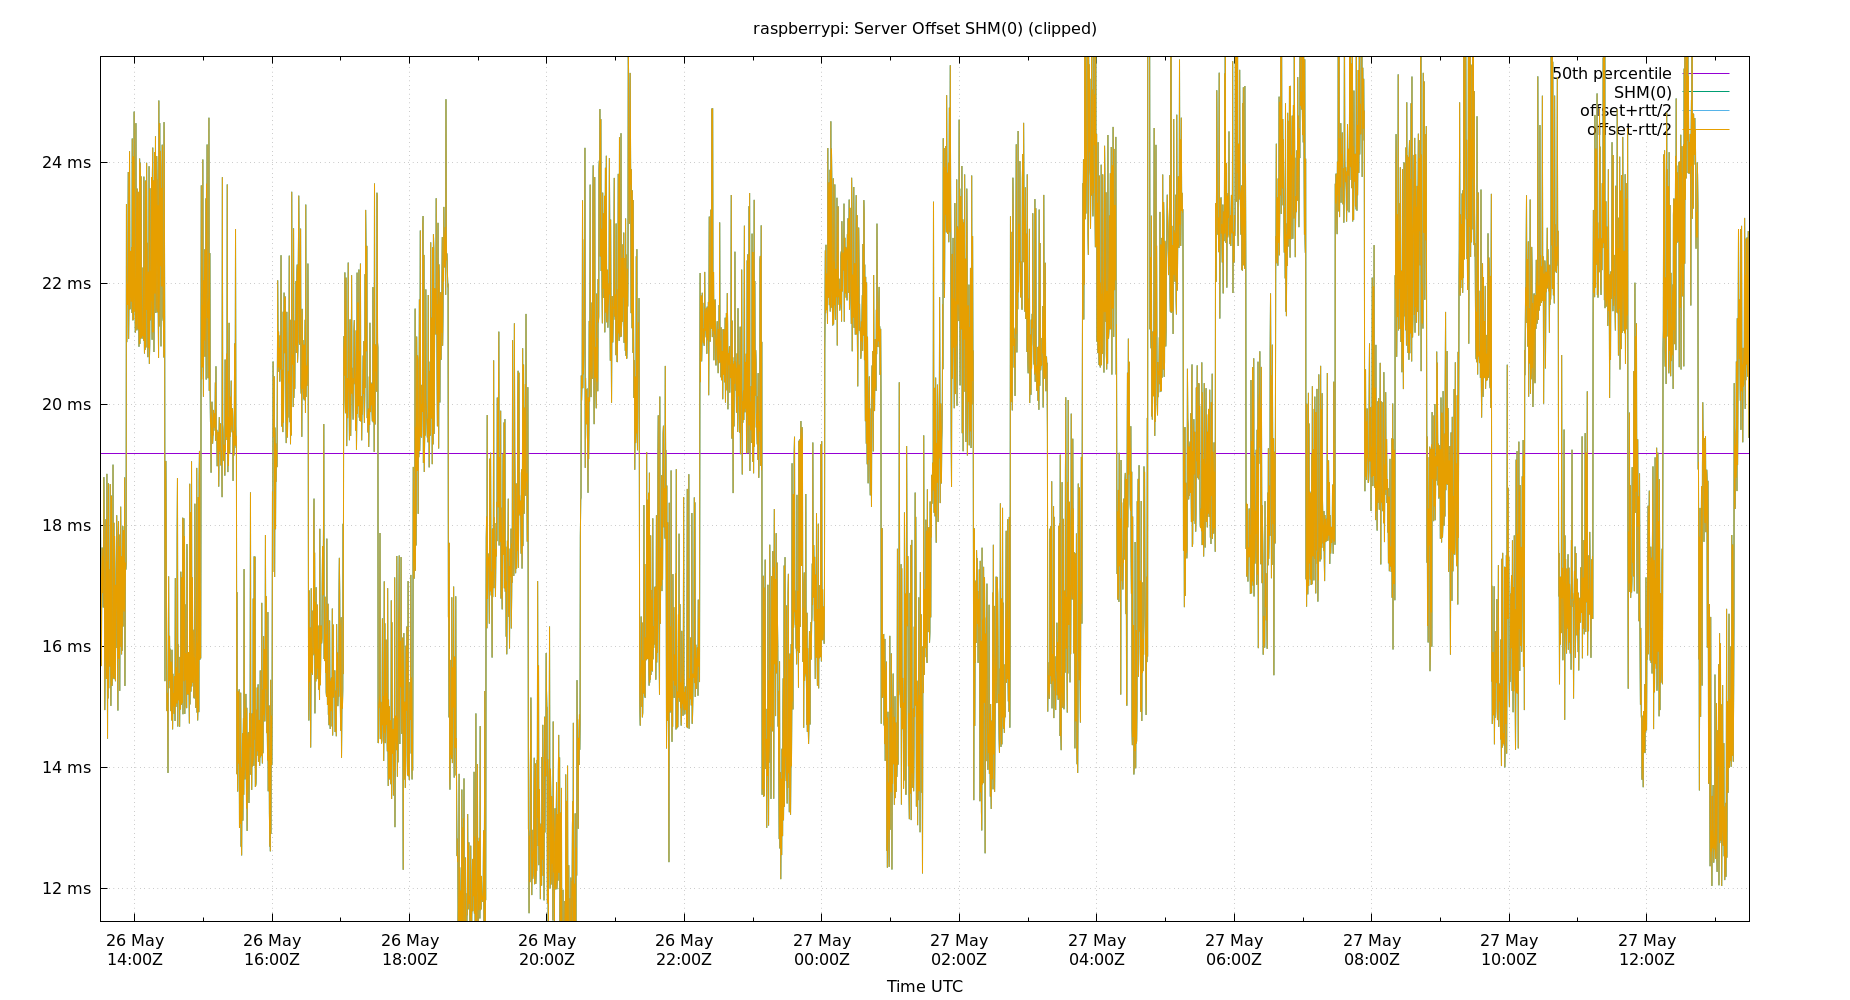 raspberrypi: Server Offset SHM(0) (clipped)
50th percentile
SHM(0)
offset+rtt/2
offset-rtt/2
24 ms
22 ms
20 ms
18 ms
16 ms
14 ms
12 ms
26 May 26 May 26 May 26 May 26 May 27 May 27 May 27 May 27 May 27 May 27 May 27 May
14:00Z 16:00Z 18:00Z 20:00Z 22:00Z 00:00Z 02:00Z 04:00Z 06:00Z 08:00Z 10:00Z 12:00Z
Time UTC